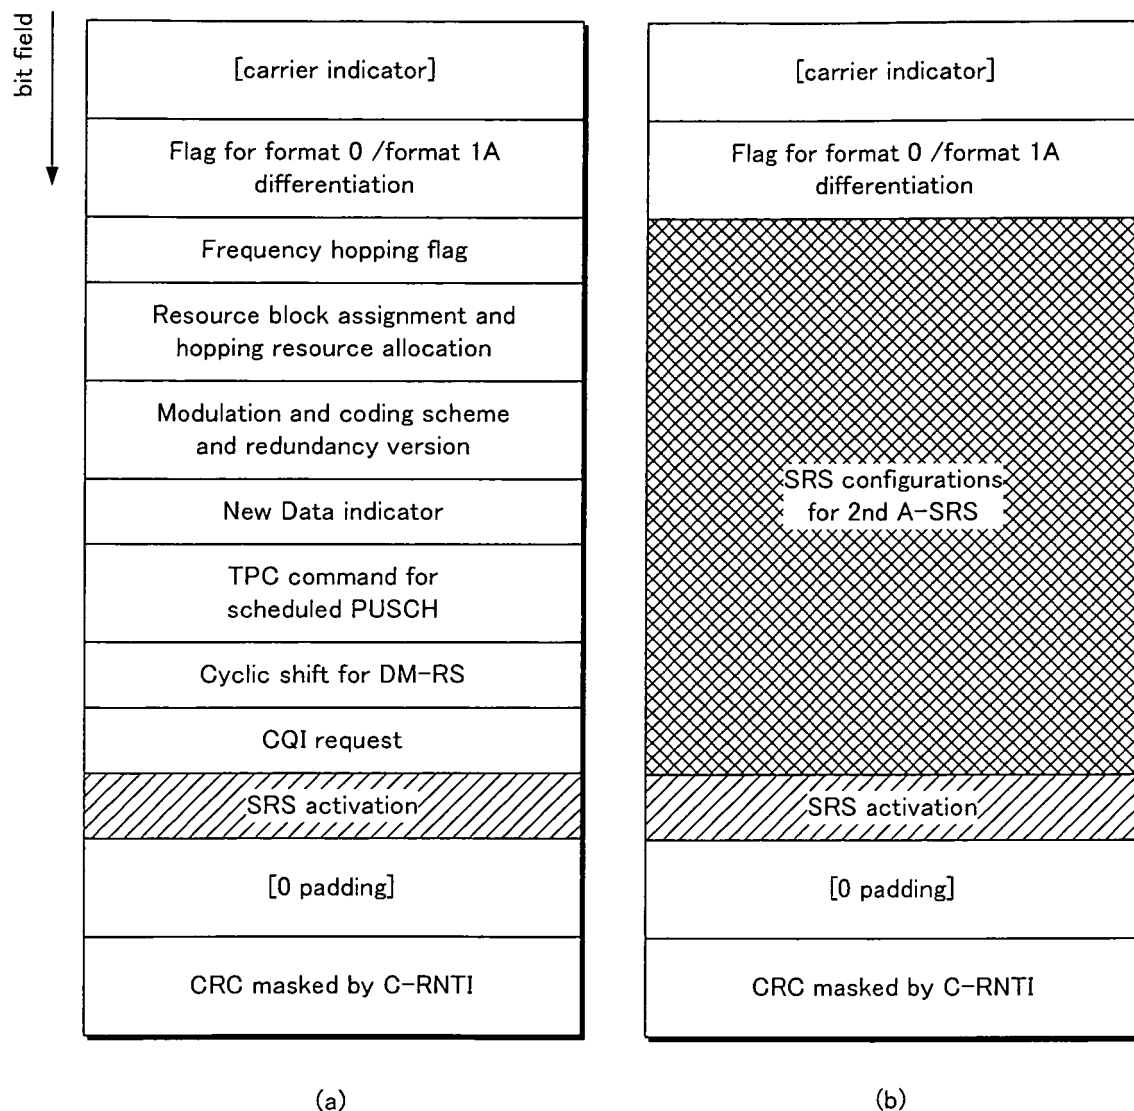 bit field
[carrier indicator]
Flag for format 0 /format 1A
differentiation
Frequency hopping flag
Resource block assignment and
hopping resource allocation
Modulation and coding scheme
and redundancy version
New Data indicator
TPC command for
scheduled PUSCH
Cyclic shift for DM-RS
CQI request
SRS activation
[0 padding]
CRC masked by C-RNTI
(a)
[carrier indicator]
Flag for format 0 /format 1A
differentiation
SRS configurations
for 2nd A-SRS
SRS activation
[0 padding]
CRC masked by C-RNTI
(b)